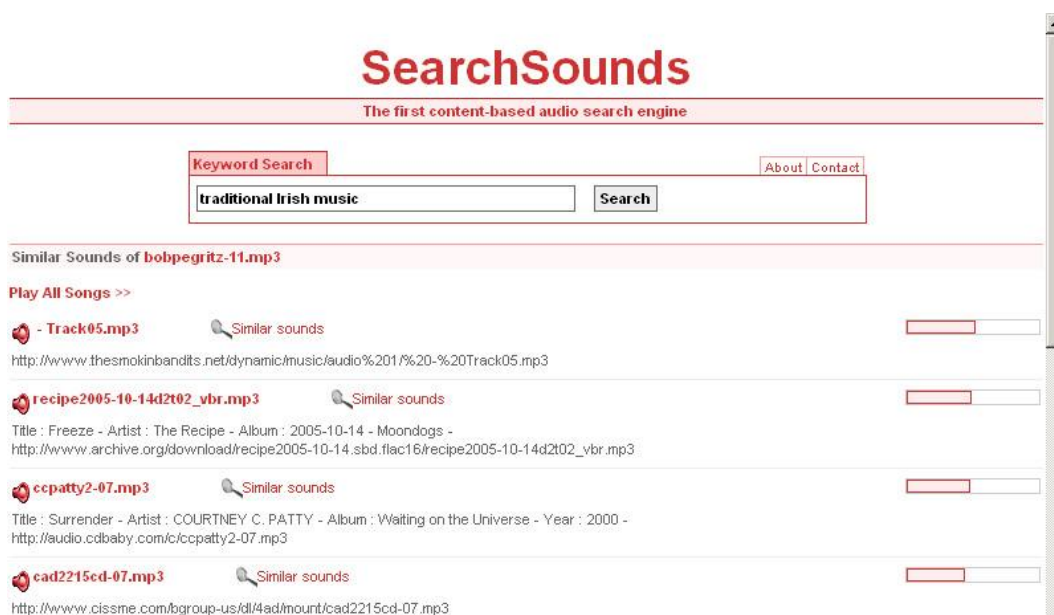 SearchSounds
The first content-based audio search engine
Keyword Search
About Contact
traditional Irish music Search
Similar Sounds of bobpegritz-11.mp3
Play All Songs >>
- Track05.mp3 Similar sounds
http://www.thesmokinbandits.net/dynamic/music/audio%201/%20-%20Track05.mp3
recipe2005-10-14d2t02_vbr.mp3 Similar sounds
Title : Freeze - Artist : The Recipe - Album : 2005-10-14 - Moondogs -
http://www.archive.org/download/recipe2005-10-14.sbd.flac16/recipe2005-10-14d2t02_vbr.mp3
ccpatty2-07.mp3 Similar sounds
Title : Surrender - Artist : COURTNEY C. PATTY - Album : Waiting on the Universe - Year : 2000 -
http://audio.cdbaby.com/c/ccpatty2-07.mp3
cad2215cd-07.mp3 Similar sounds
http://www.cissme.com/bgroup-us/dl/4ad/mount/cad2215cd-07.mp3